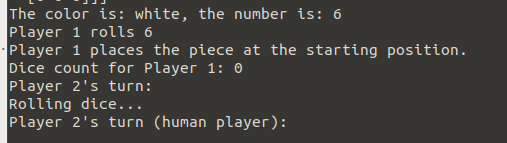 The color is: white, the number is: 6
Player 1 rolls 6
Player 1 places the piece at the starting position.
Dice count for Player 1: 0
Player 2's turn:
Rolling dice...
Player 2's turn (human player):